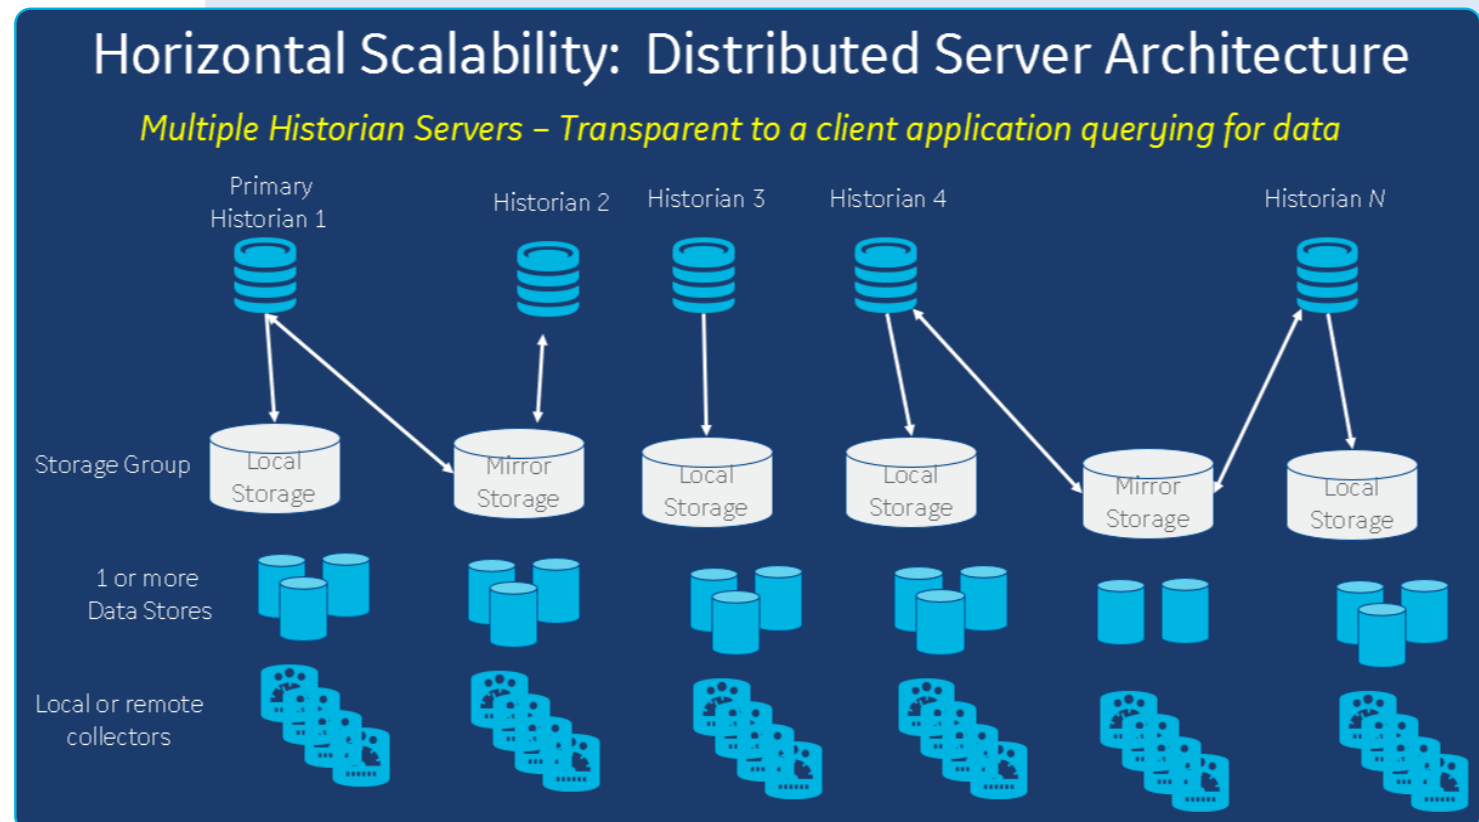 Horizontal Scalability: Distributed Server Architecture
Multiple Historian Servers – Transparent to a client application querying for data
Primary
Historian 1
Historian 2
Historian 3
Historian 4
Historian N
Storage Group
Local
Storage
Mirror
Storage
Local
Storage
Local
Storage
Mirror
Storage
Local
Storage
1 or more
Data Stores
Local or remote
collectors